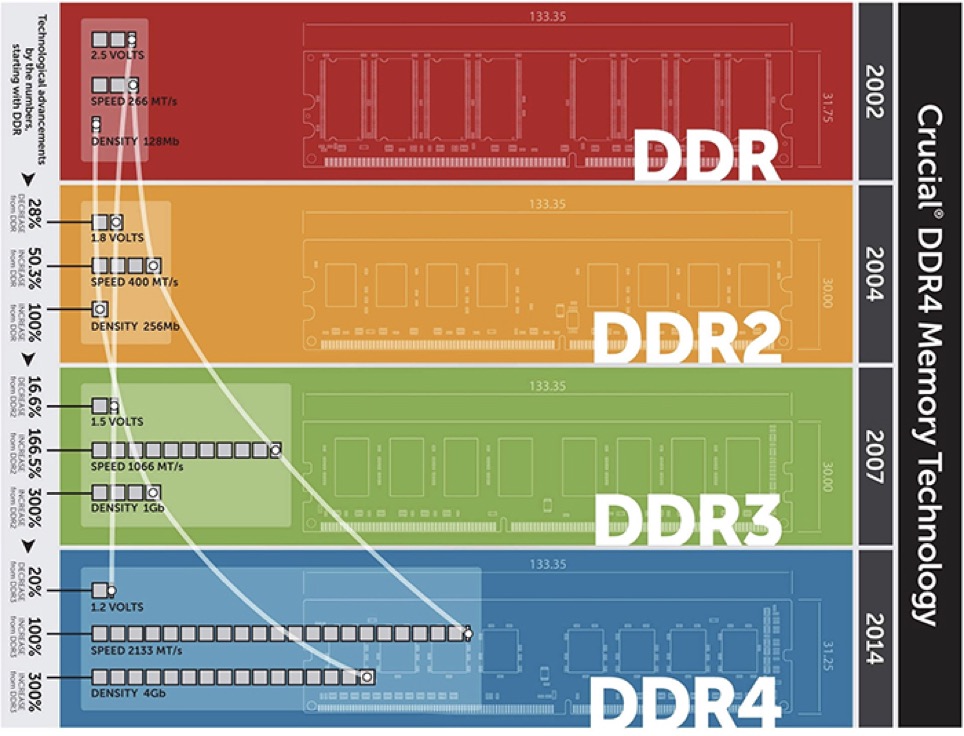 Crucial® DDR4 Memory Technology
Technological advancements
by the numbers,
starting with DDR
2.5 VOLTS
SPEED 266 MT/s
DENSITY 128Mb
133.35
31.75
DDR
2002
28%
DECREASE
from DDR
50.3%
INCREASE
from DDR
100%
INCREASE
from DDR
1.8 VOLTS
SPEED 400 MT/s
DENSITY 256Mb
133.35
30.00
DDR2
2004
16.6%
DECREASE
from DDR2
166.5%
INCREASE
from DDR2
300%
INCREASE
from DDR2
1.5 VOLTS
SPEED 1066 MT/s
DENSITY 1Gb
133.35
30.00
DDR3
2007
20%
DECREASE
from DDR3
100%
INCREASE
from DDR3
300%
INCREASE
from DDR3
1.2 VOLTS
SPEED 2133 MT/s
DENSITY 4Gb
133.35
31.25
DDR4
2014